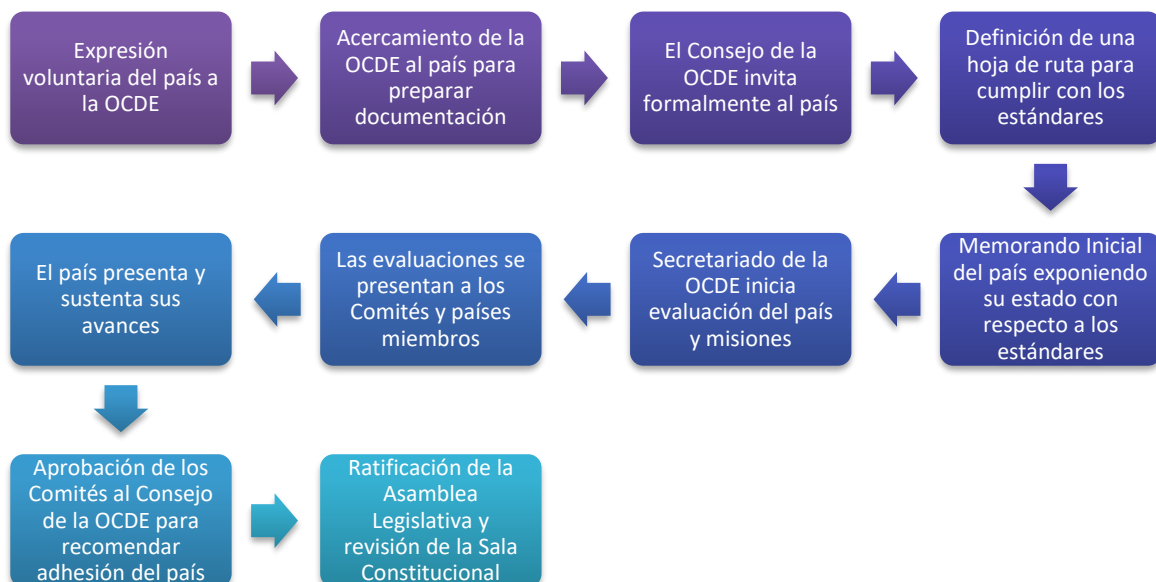 Expresión
voluntaria del país a
la OCDE
Acercamiento de la
OCDE al país para
preparar
documentación
El Consejo de la
OCDE invita
formalmente al país
Definición de una
hoja de ruta para
cumplir con los
estándares
Memorando Inicial
del país exponiendo
su estado con
respecto a los
estándares
Secretariado de la
OCDE inicia
evaluación del país
y misiones
Las evaluaciones se
presentan a los
Comités y países
miembros
El país presenta y
sustenta sus
avances
Aprobación de los
Comités al Consejo
de la OCDE para
recomendar
adhesión del país
Ratificación de la
Asamblea
Legislativa y
revisión de la Sala
Constitucional